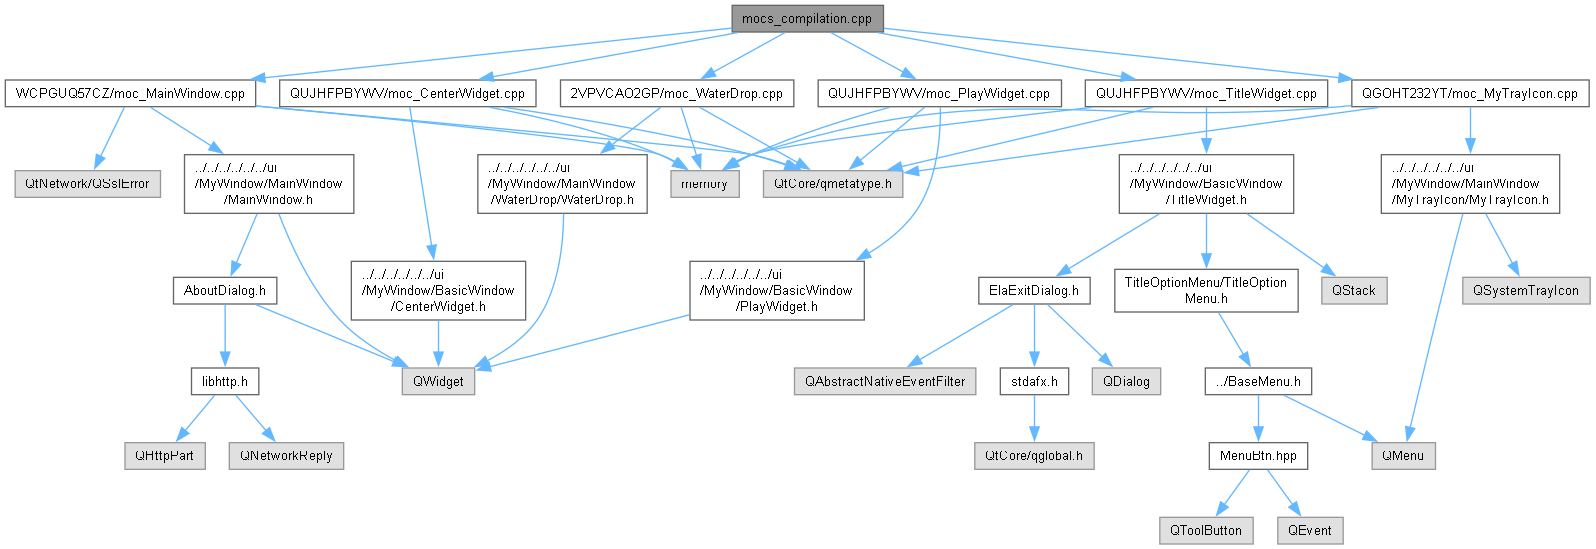 mocs_compilation.cpp
WCPGUQ57CZ/moc_MainWindow.cpp
QUJHFPBYWV/moc_CenterWidget.cpp
2VPVCAO2GP/moc_WaterDrop.cpp
QUJHFPBYWV/moc_PlayWidget.cpp
QUJHFPBYWV/moc_TitleWidget.cpp
QGOHT232YT/moc_MyTrayIcon.cpp
QtNetwork/QSslError
../../../../../../ui
/MyWindow/MainWindow
/MainWindow.h
../../../../../../ui
/MyWindow/MainWindow
/WaterDrop/WaterDrop.h
memory
QtCore/qmetatype.h
../../../../../../ui
/MyWindow/BasicWindow
/TitleWidget.h
../../../../../../ui
/MyWindow/MainWindow
/MyTrayIcon/MyTrayIcon.h
AboutDialog.h
../../../../../../ui
/MyWindow/BasicWindow
/CenterWidget.h
../../../../../../ui
/MyWindow/BasicWindow
/PlayWidget.h
ElaExitDialog.h
TitleOptionMenu/TitleOption
Menu.h
QStack
QSystemTrayIcon
libhttp.h
QWidget
QAbstractNativeEventFilter
stdafx.h
QDialog
../BaseMenu.h
QHttpPart
QNetworkReply
QtCore/qglobal.h
MenuBtn.hpp
QMenu
QToolButton
QEvent